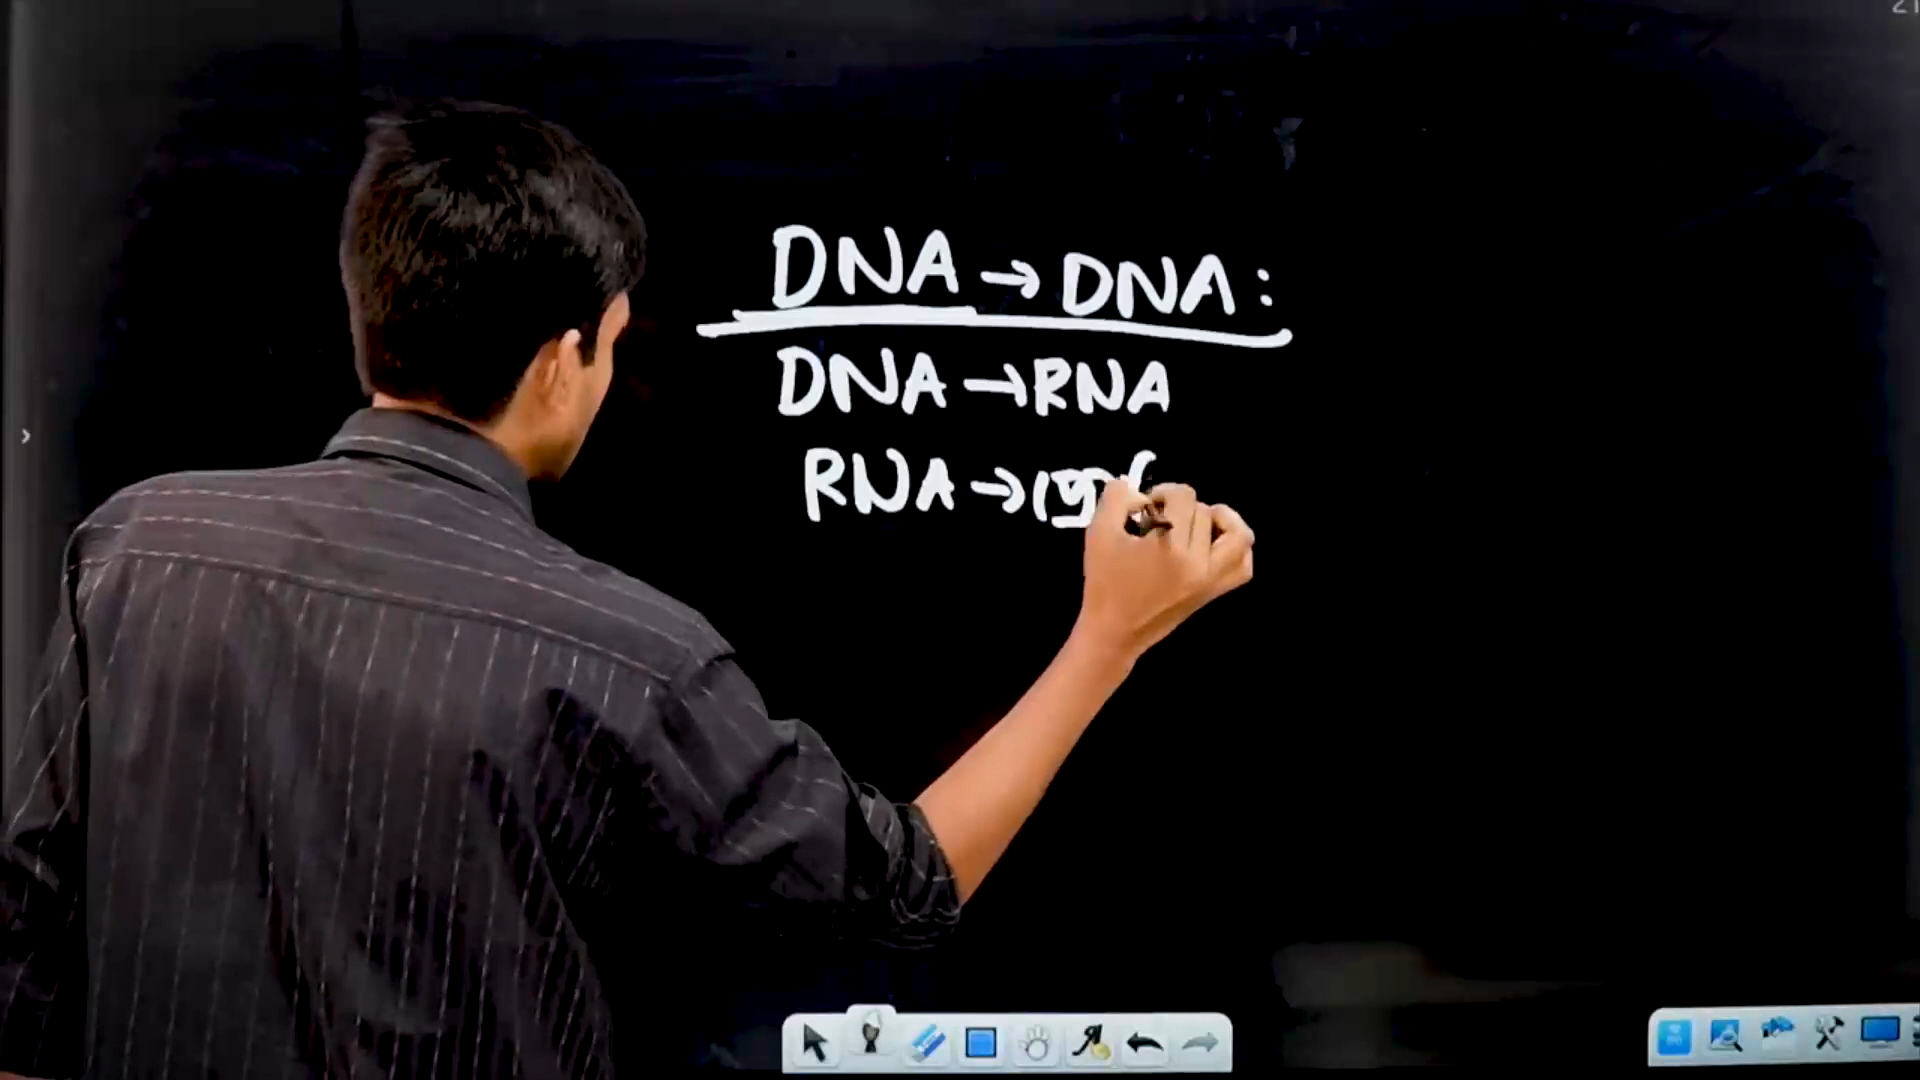 DNA → DNA :
DNA → RNA
RNA →